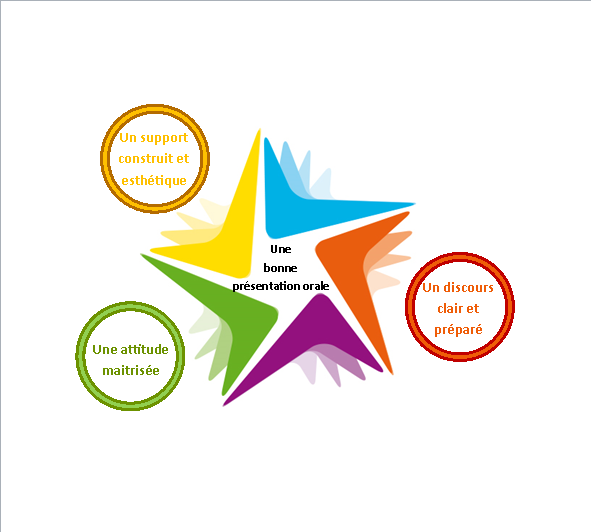 Un support
construit et
esthétique
Une
bonne
présentation orale
Un discours
clair et
préparé
Une attitude
maitrisée